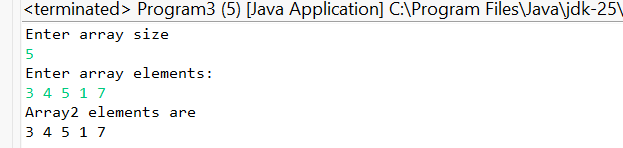 <terminated> Program3 (5) [Java Application] C:\Program Files\Java\jdk-25\
Enter array size
5
Enter array elements:
3 4 5 1 7
Array2 elements are
3 4 5 1 7